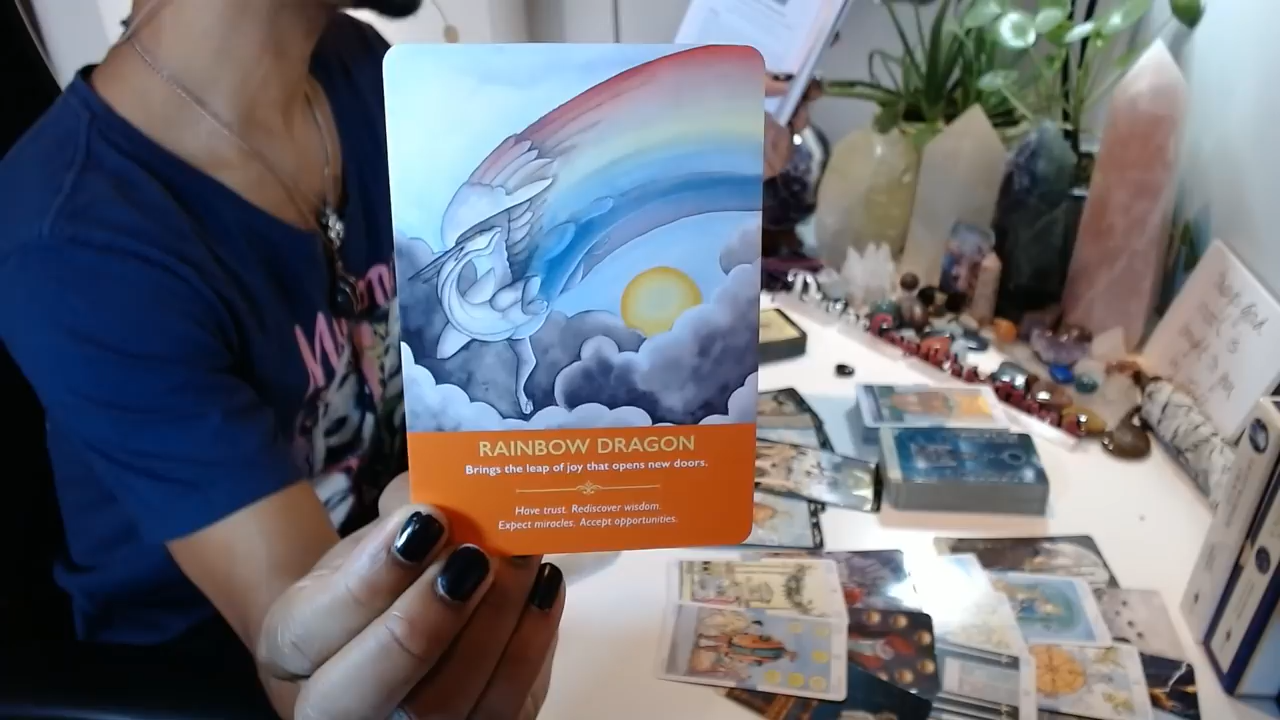 RAINBOW DRAGON
Brings the leap of joy that opens new doors.
Have trust. Rediscover wisdom.
Expect miracles. Accept opportunities.